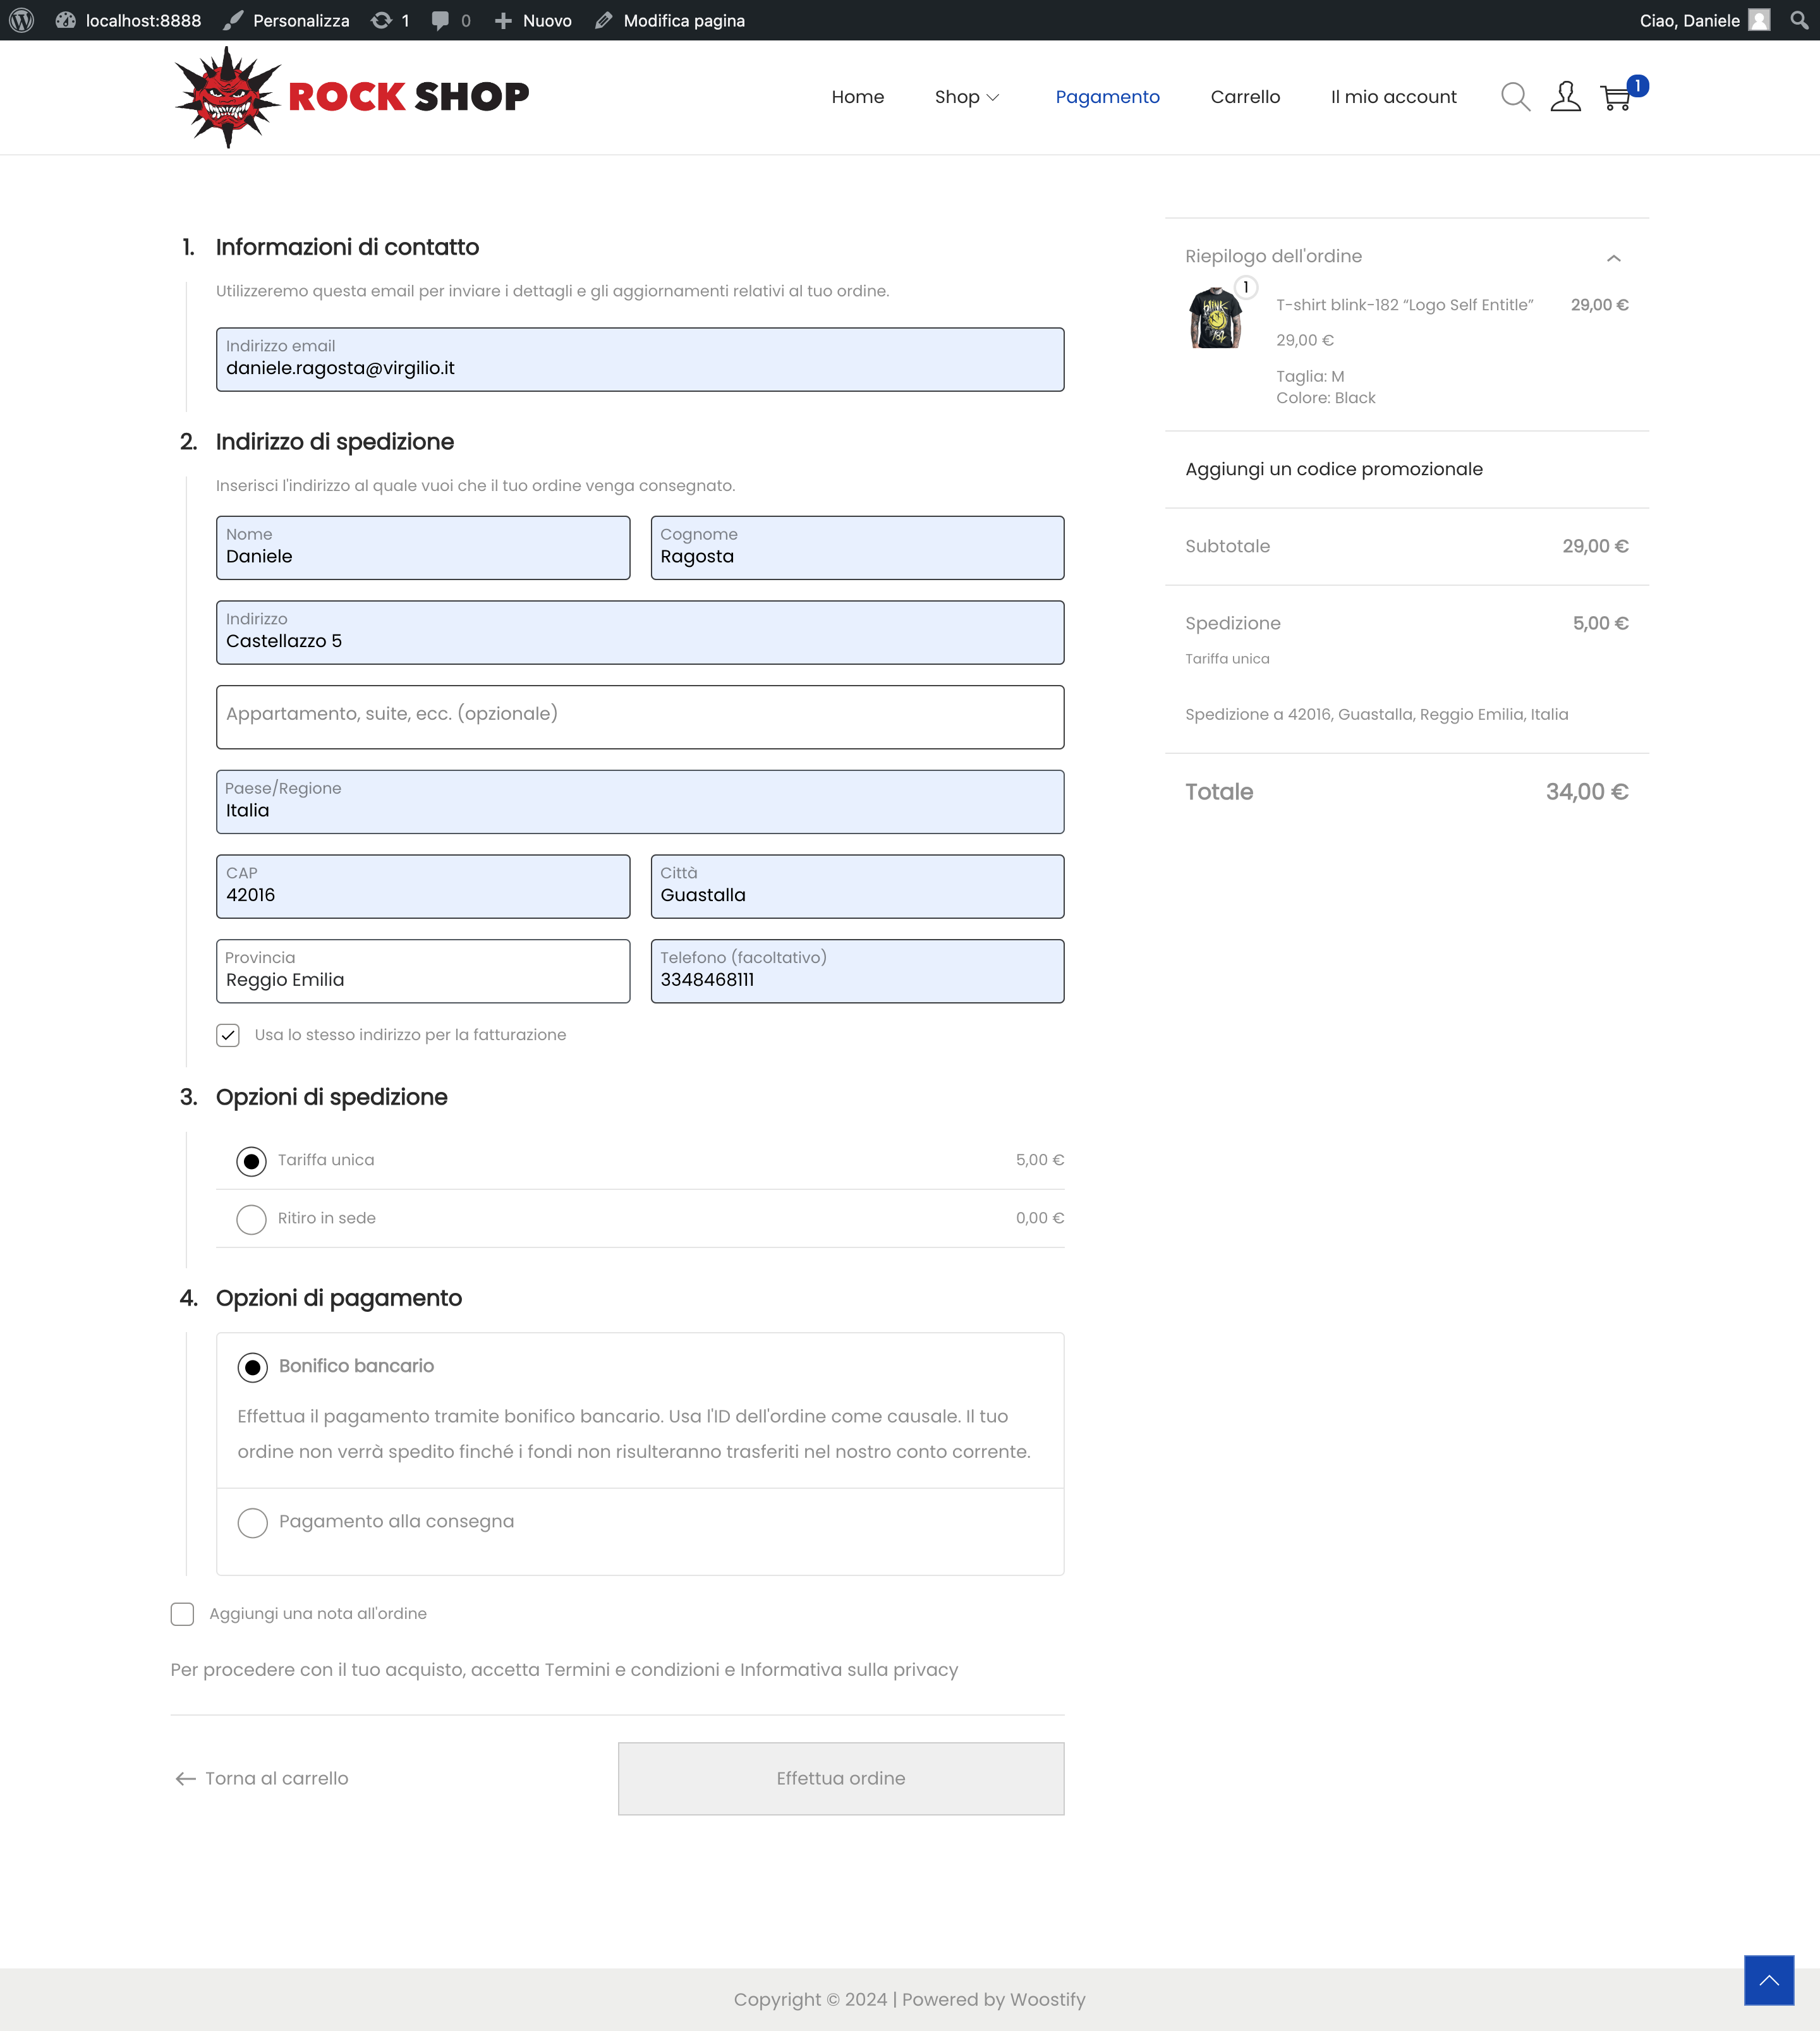 localhost:8888 Personalizza 1 0 Nuovo Modifica pagina Ciao, Daniele
ROCK SHOP
Home Shop Pagamento Carrello Il mio account 1
1. Informazioni di contatto
Utilizzeremo questa email per inviare i dettagli e gli aggiornamenti relativi al tuo ordine.
Indirizzo email
daniele.ragosta@virgilio.it
2. Indirizzo di spedizione
Inserisci l'indirizzo al quale vuoi che il tuo ordine venga consegnato.
Nome
Daniele
Cognome
Ragosta
Indirizzo
Castellazzo 5
Appartamento, suite, ecc. (opzionale)
Paese/Regione
Italia
CAP
42016
Città
Guastalla
Provincia
Reggio Emilia
Telefono (facoltativo)
3348468111
Usa lo stesso indirizzo per la fatturazione
3. Opzioni di spedizione
Tariffa unica 5,00 €
Ritiro in sede 0,00 €
4. Opzioni di pagamento
Bonifico bancario
Effettua il pagamento tramite bonifico bancario. Usa l'ID dell'ordine come causale. Il tuo
ordine non verrà spedito finché i fondi non risulteranno trasferiti nel nostro conto corrente.
Pagamento alla consegna
Aggiungi una nota all'ordine
Per procedere con il tuo acquisto, accetta Termini e condizioni e Informativa sulla privacy
Torna al carrello
Effettua ordine
Riepilogo dell'ordine
1
blink-
182
T-shirt blink-182 “Logo Self Entitle” 29,00 €
29,00 €
Taglia: M
Colore: Black
Aggiungi un codice promozionale
Subtotale 29,00 €
Spedizione 5,00 €
Tariffa unica
Spedizione a 42016, Guastalla, Reggio Emilia, Italia
Totale 34,00 €
Copyright © 2024 | Powered by Woostify